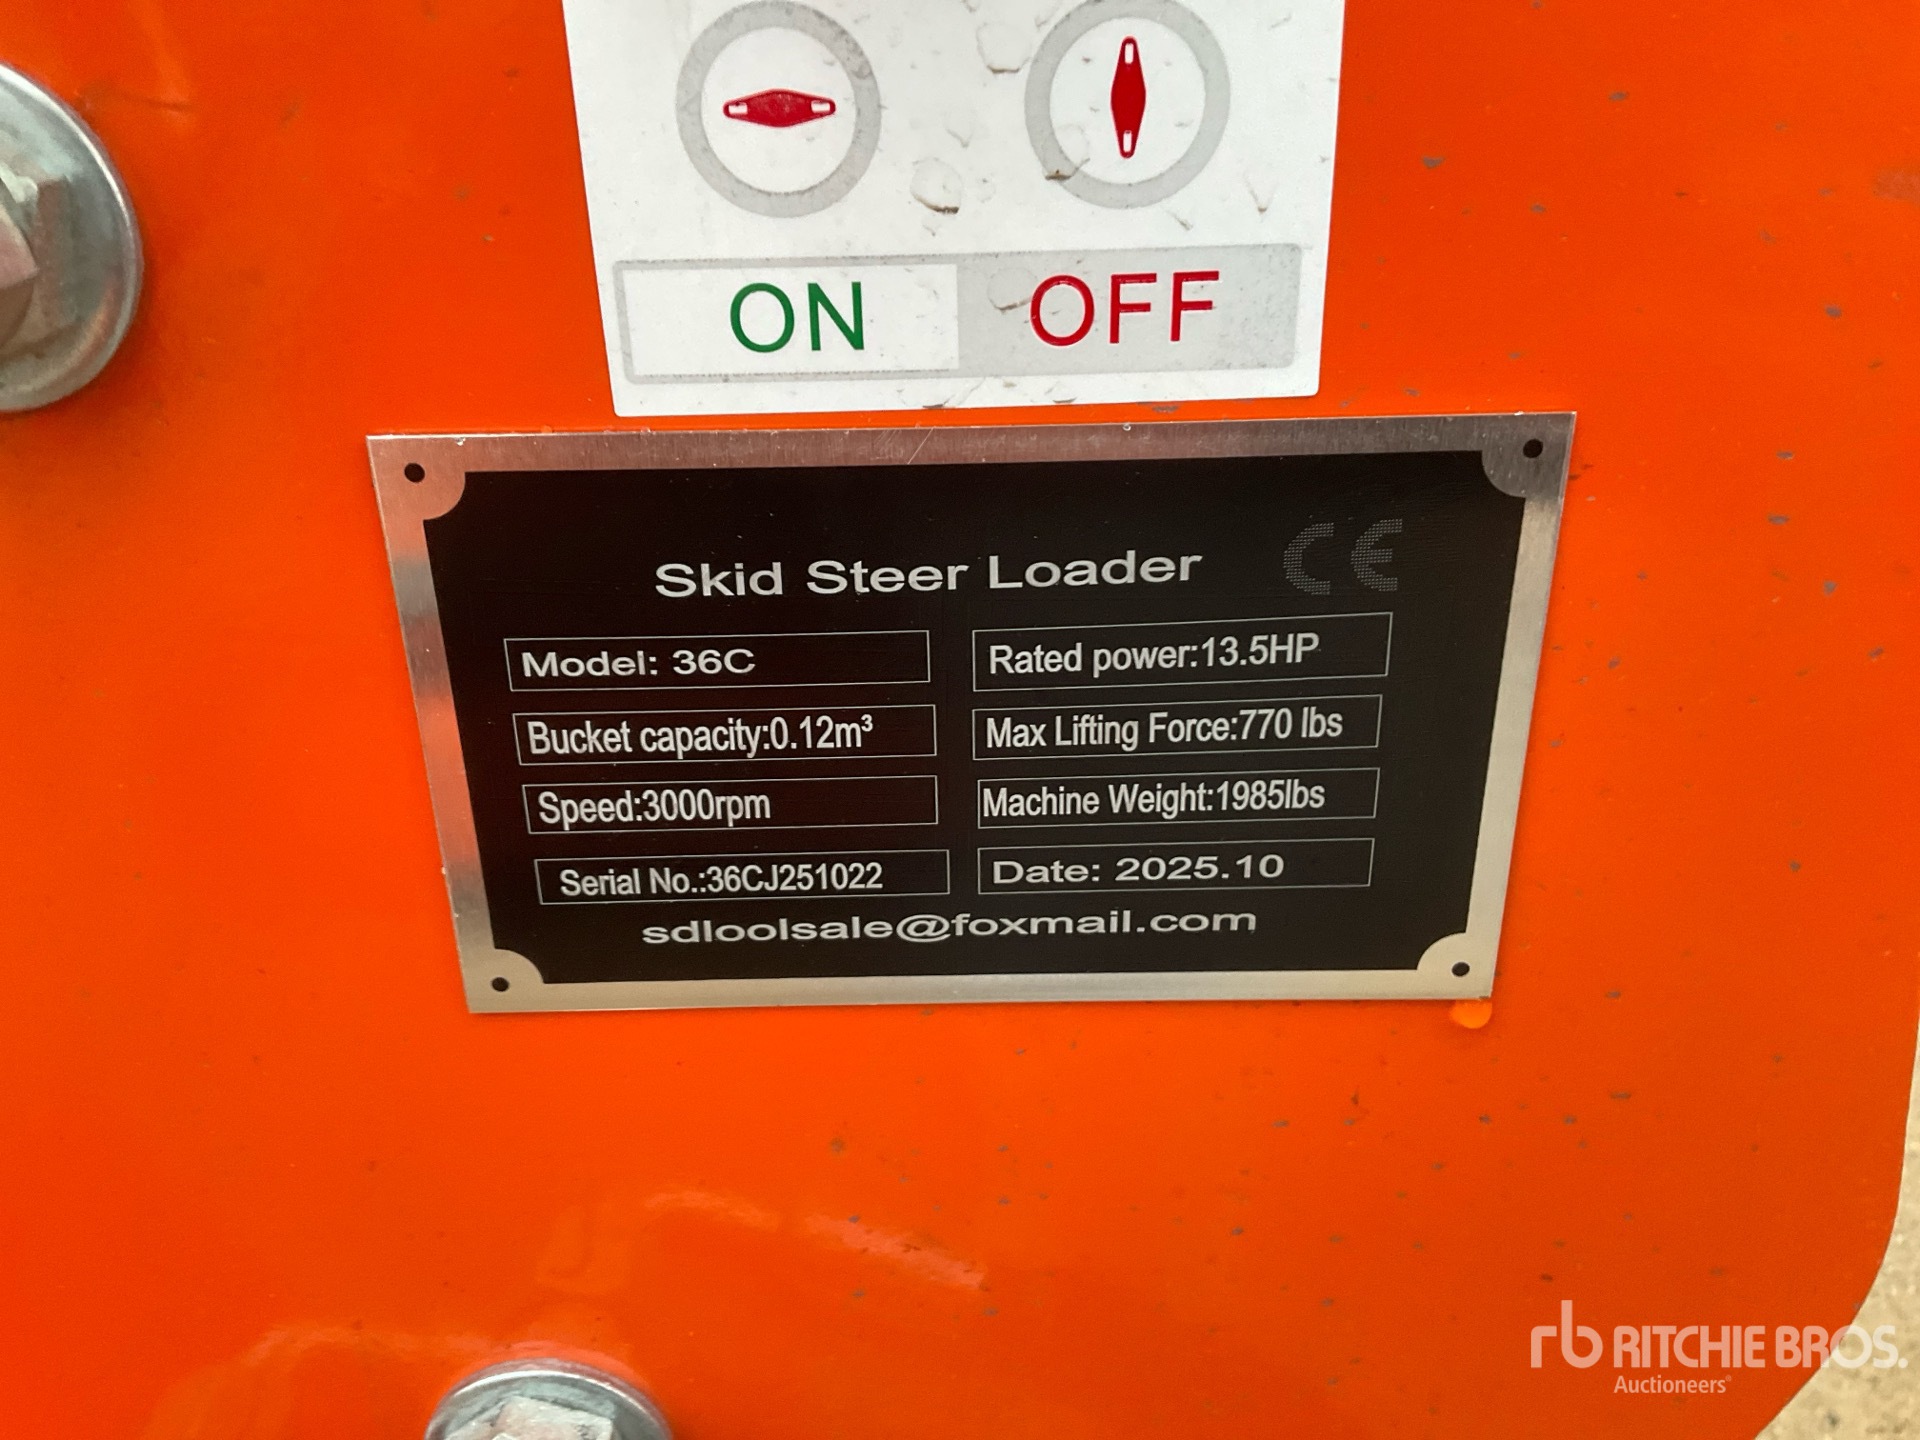 ON OFF
Skid Steer Loader CE
Model: 36C
Rated power:13.5HP
Bucket capacity:0.12m³
Max Lifting Force:770 lbs
Speed:3000rpm
Machine Weight:1985lbs
Serial No.:36CJ251022
Date: 2025.10
sdloolsale@foxmail.com
rb RITCHIE BROS.
Auctioneers®